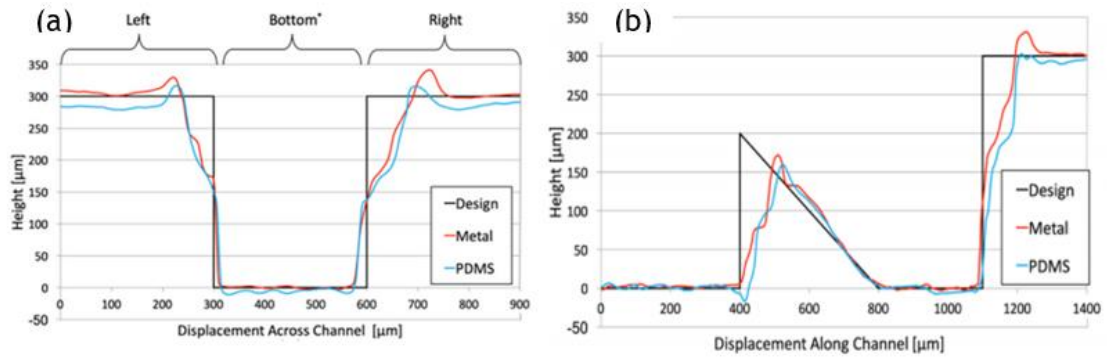 (a)
Left Bottom* Right
350
300
250
200
150
100
50
0
-50
Height [µm]
0 100 200 300 400 500 600 700 800 900
Displacement Across Channel [µm]
Design
Metal
PDMS
(b)
350
300
250
200
150
100
50
0
-50
Height [µm]
0 200 400 600 800 1000 1200 1400
Displacement Along Channel [µm]
Design
Metal
PDMS